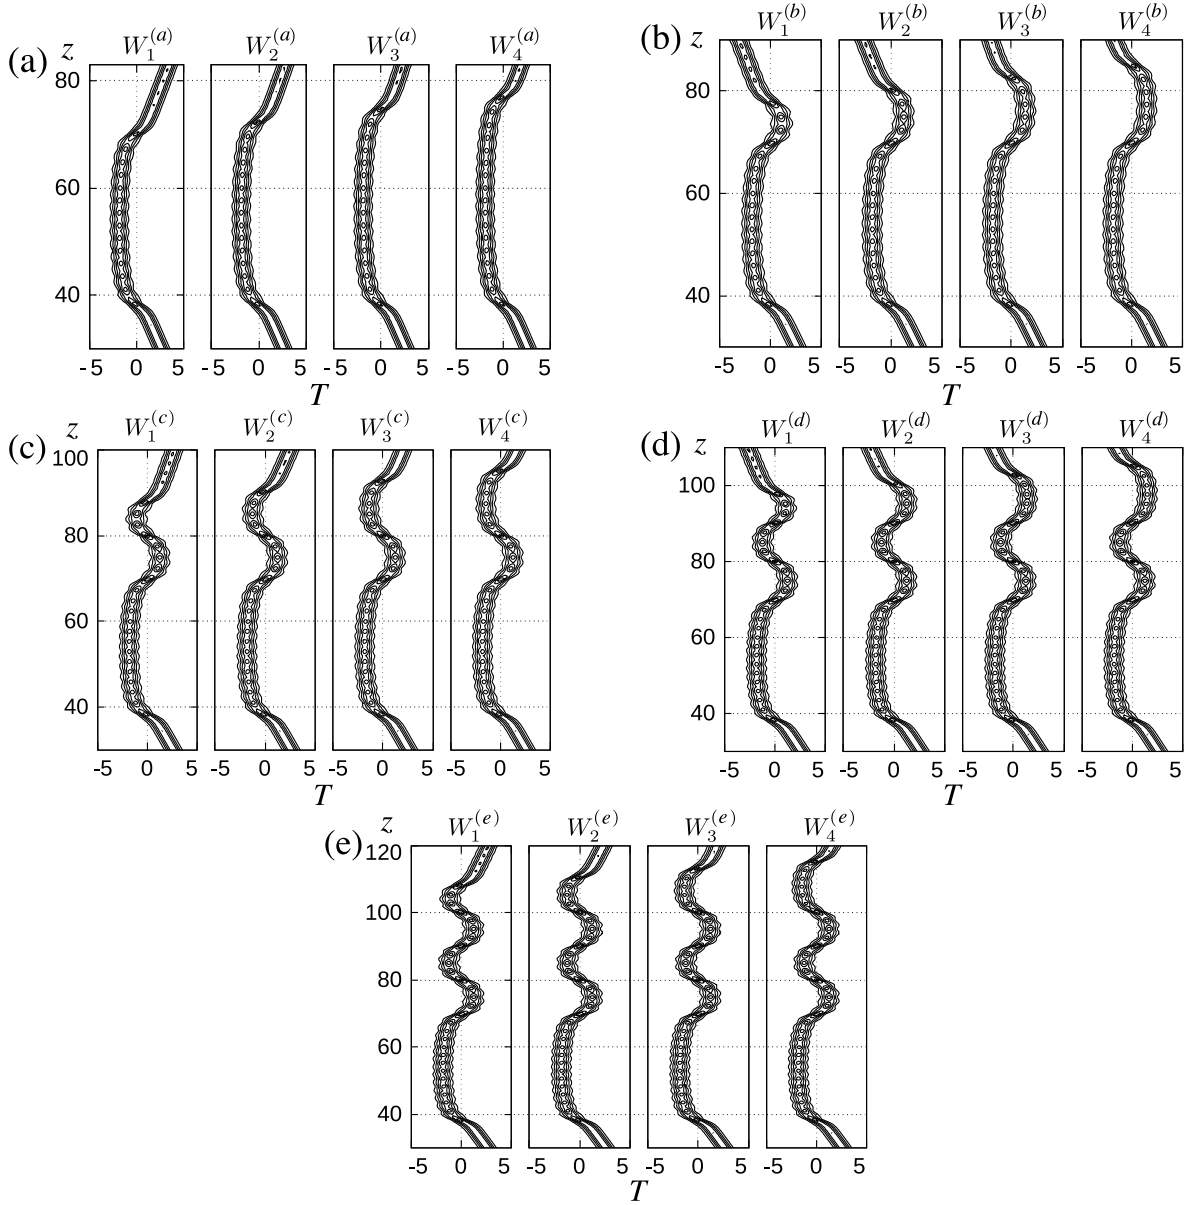 (a) z W₁⁽ᵃ⁾ W₂⁽ᵃ⁾ W₃⁽ᵃ⁾ W₄⁽ᵃ⁾
80
60
40
-5 0 5 -5 0 5 -5 0 5 -5 0 5
T
(b) z W₁⁽ᵇ⁾ W₂⁽ᵇ⁾ W₃⁽ᵇ⁾ W₄⁽ᵇ⁾
80
60
40
-5 0 5 -5 0 5 -5 0 5 -5 0 5
T
(c) z W₁⁽ᶜ⁾ W₂⁽ᶜ⁾ W₃⁽ᶜ⁾ W₄⁽ᶜ⁾
100
80
60
40
-5 0 5 -5 0 5 -5 0 5 -5 0 5
T
(d) z W₁⁽ᵈ⁾ W₂⁽ᵈ⁾ W₃⁽ᵈ⁾ W₄⁽ᵈ⁾
100
80
60
40
-5 0 5 -5 0 5 -5 0 5 -5 0 5
T
(e) z W₁⁽ᵉ⁾ W₂⁽ᵉ⁾ W₃⁽ᵉ⁾ W₄⁽ᵉ⁾
120
100
80
60
40
-5 0 5 -5 0 5 -5 0 5 -5 0 5
T